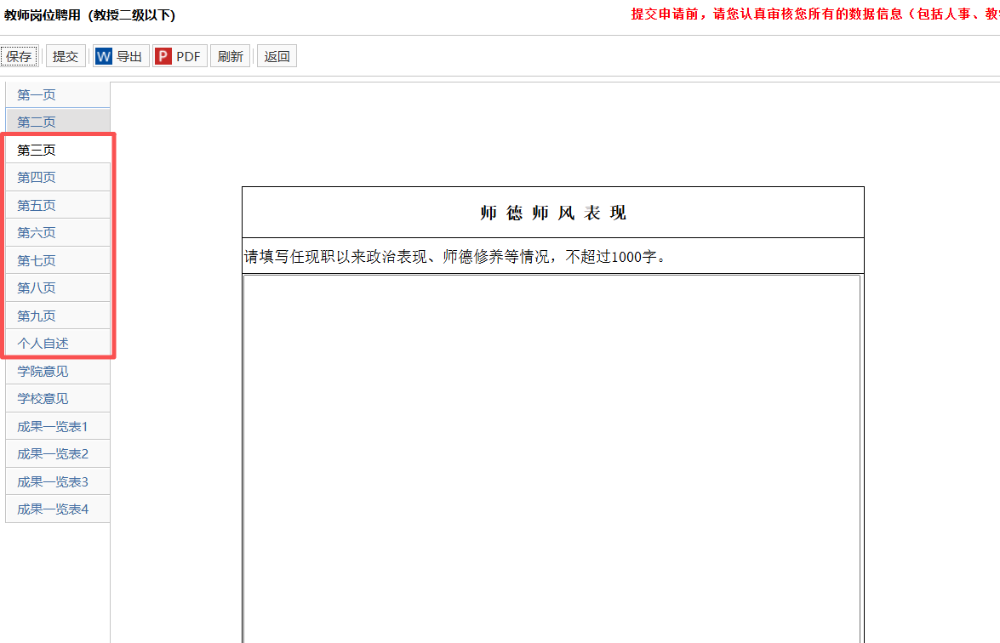 教师岗位聘用（教授二级以下）
提交申请前，请您认真审核您所有的数据信息（包括人事、教
保存 提交 W 导出 P PDF 刷新 返回
第一页
第二页
第三页
第四页
第五页
第六页
第七页
第八页
第九页
个人自述
学院意见
学校意见
成果一览表1
成果一览表2
成果一览表3
成果一览表4
师 德 师 风 表 现
请填写任现职以来政治表现、师德修养等情况，不超过1000字。